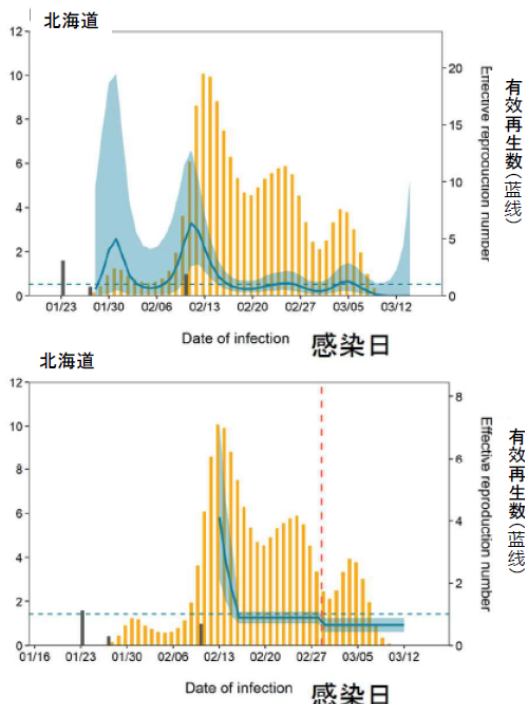 北海道
12
10
8
6
4
2
0
20
15
10
5
0
Effective reproduction number
有效再生数(蓝线)
01/23 01/30 02/06 02/13 02/20 02/27 03/05 03/12
Date of infection 感染日
北海道
12
10
8
6
4
2
0
8
6
4
2
0
Effective reproduction number
有效再生数(蓝线)
01/16 01/23 01/30 02/06 02/13 02/20 02/27 03/05 03/12
Date of infection 感染日